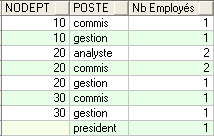 NODEPT POSTE Nb Employés
10 commis 1
10 gestion 1
20 analyste 2
20 commis 2
20 gestion 1
30 commis 1
30 gestion 1
president 1